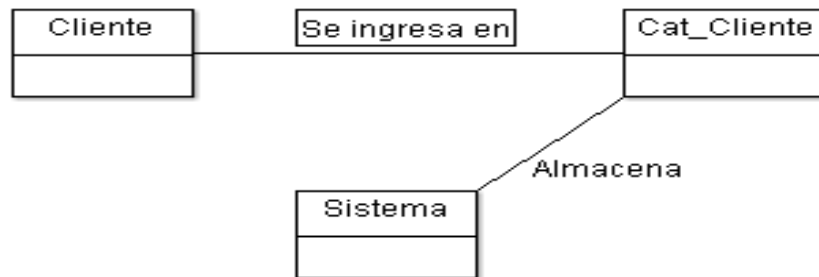 Cliente
Se ingresa en
Cat_Cliente
Almacena
Sistema